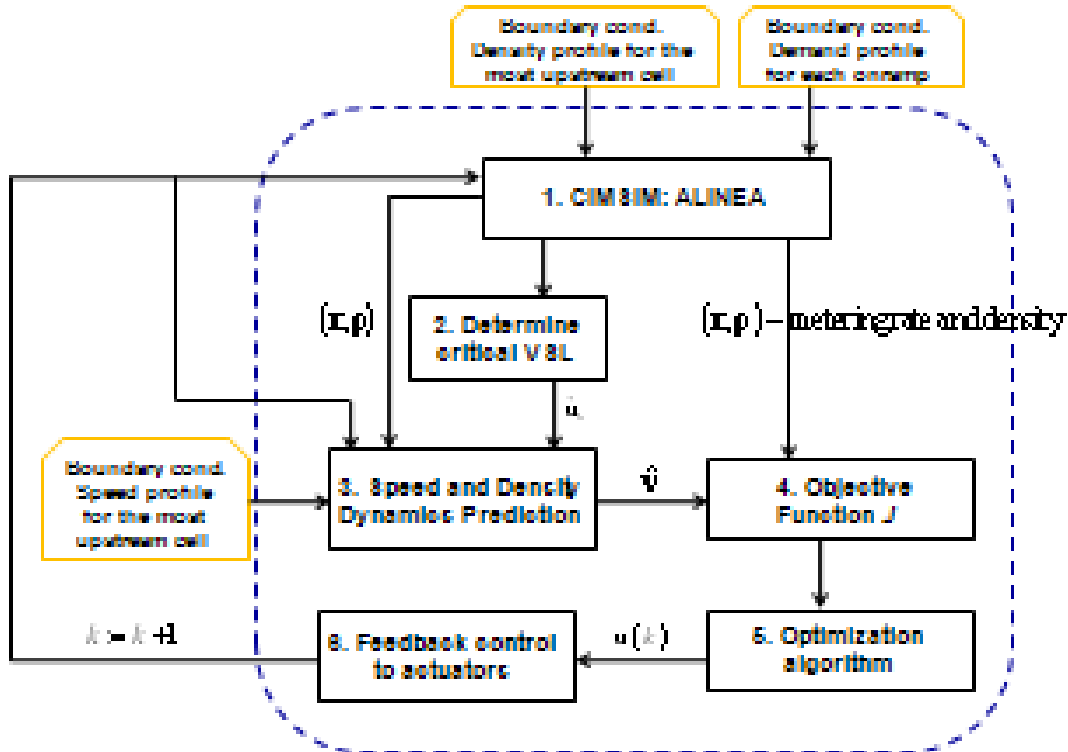 Boundary cond.
Density profile for the
most upstream cell
Boundary cond.
Demand profile
for each onramp
1. CIMSIM: ALINEA
(π,ρ)
2. Determine
critical VSL
(π,ρ) – metering rate and density
û
Boundary cond.
Speed profile
for the most
upstream cell
3. Speed and Density
Dynamics Prediction
v̂
4. Objective
Function J
k := k +1
6. Feedback control
to actuators
u(k)
5. Optimization
algorithm